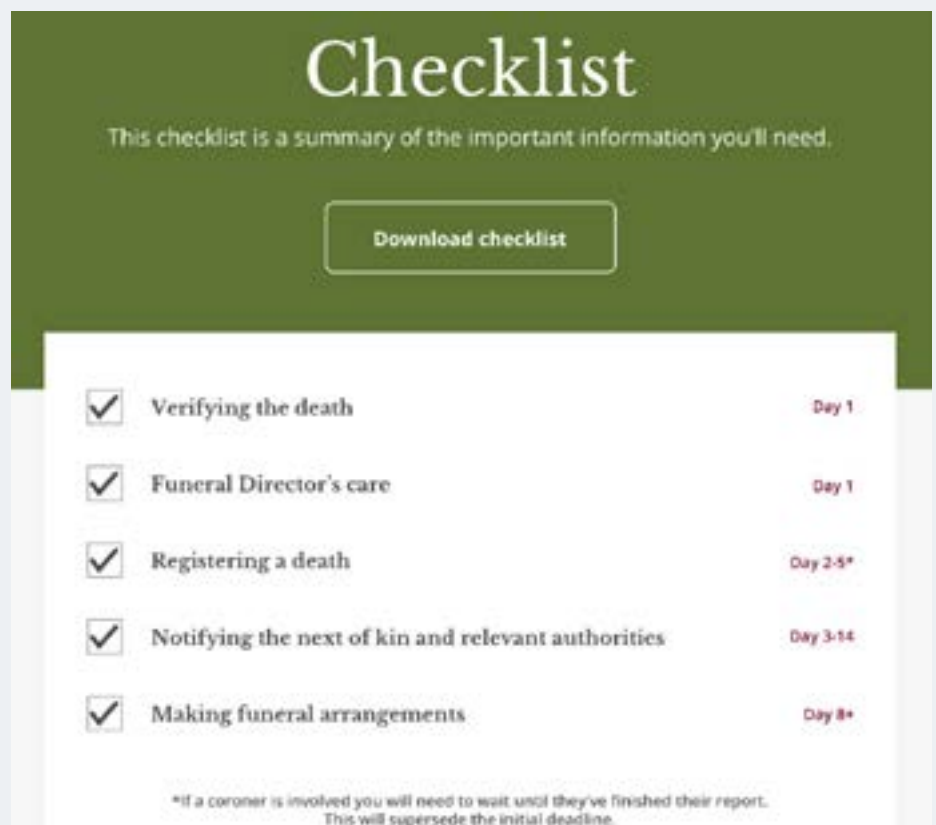 Checklist
This checklist is a summary of the important information you'll need.
Download checklist
Verifying the death Day 1
Funeral Director's care Day 1
Registering a death Day 2-5*
Notifying the next of kin and relevant authorities Day 3-14
Making funeral arrangements Day 8+
*If a coroner is involved you will need to wait until they've finished their report.
This will supersede the initial deadline.